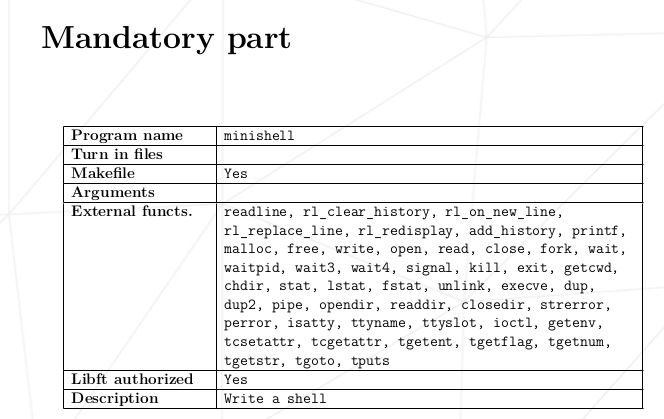 Mandatory part
Program name minishell
Turn in files
Makefile Yes
Arguments
External functs. readline, rl_clear_history, rl_on_new_line,
rl_replace_line, rl_redisplay, add_history, printf,
malloc, free, write, open, read, close, fork, wait,
waitpid, wait3, wait4, signal, kill, exit, getcwd,
chdir, stat, lstat, fstat, unlink, execve, dup,
dup2, pipe, opendir, readdir, closedir, strerror,
perror, isatty, ttyname, ttyslot, ioctl, getenv,
tcsetattr, tcgetattr, tgetent, tgetflag, tgetnum,
tgetstr, tgoto, tputs
Libft authorized Yes
Description Write a shell